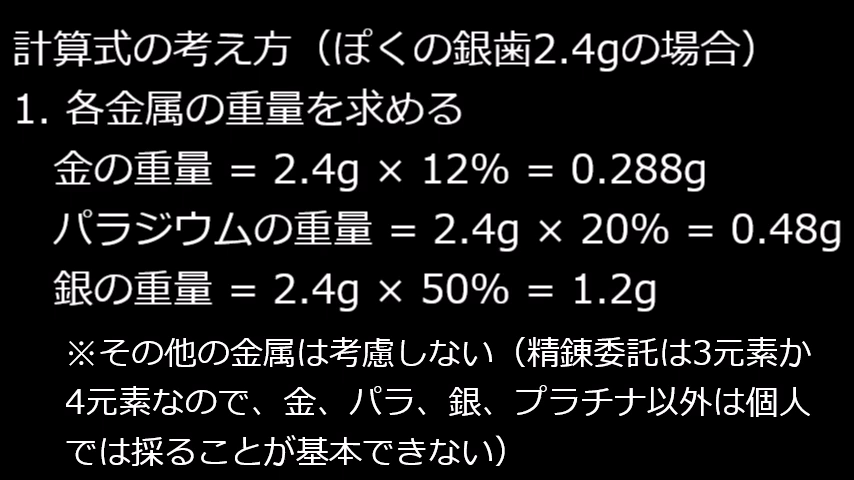 計算式の考え方（ぽくの銀歯2.4gの場合）
1. 各金属の重量を求める
金の重量 = 2.4g × 12% = 0.288g
パラジウムの重量 = 2.4g × 20% = 0.48g
銀の重量 = 2.4g × 50% = 1.2g
※その他の金属は考慮しない（精錬委託は3元素か
4元素なので、金、パラ、銀、プラチナ以外は個人
では採ることが基本できない）